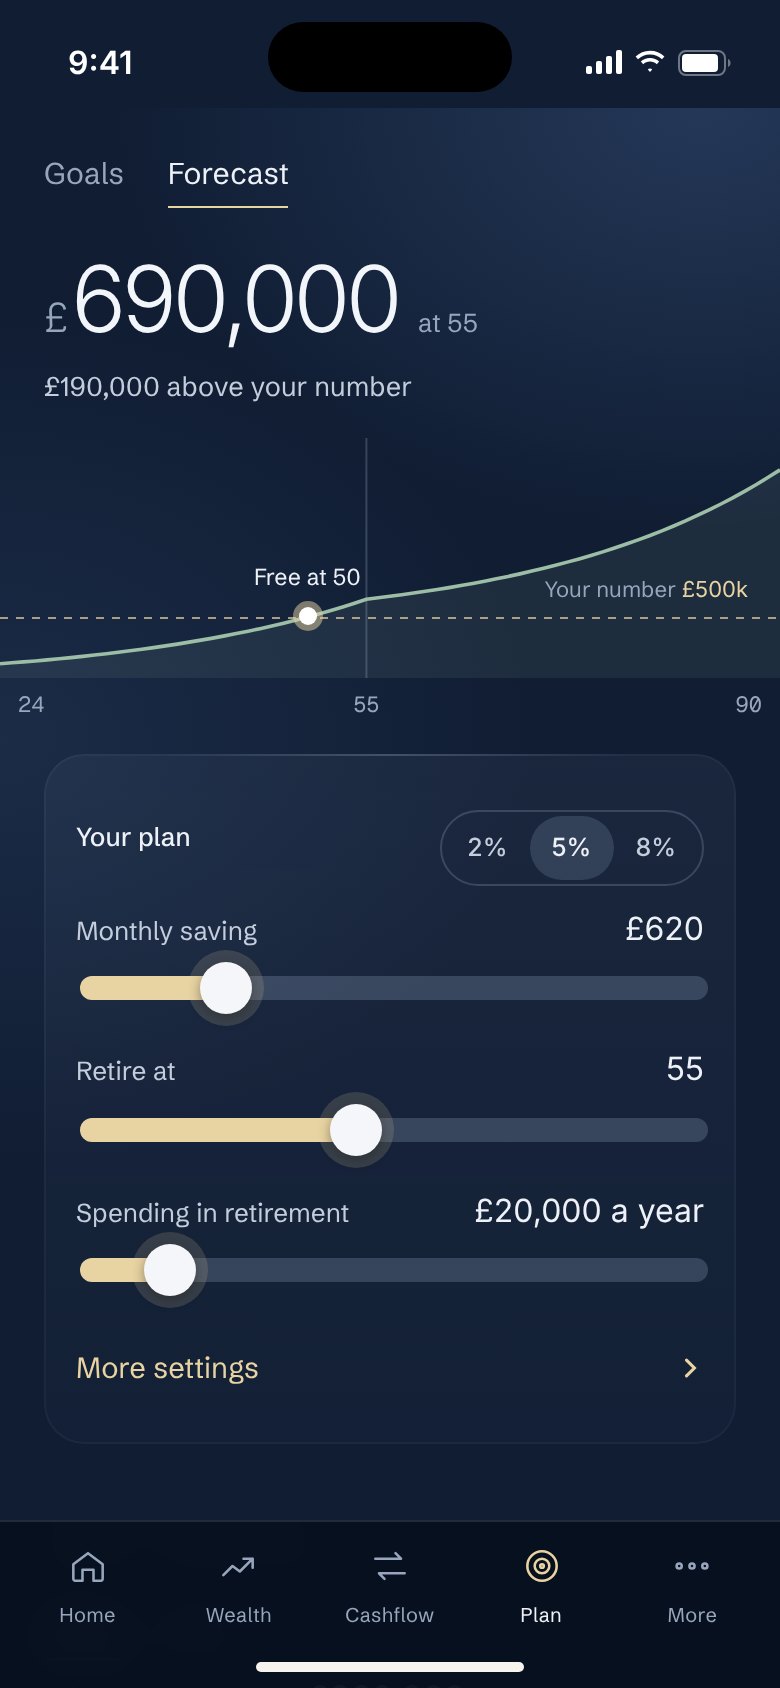 9:41
Goals Forecast
£690,000 at 55
£190,000 above your number
Free at 50
Your number £500k
24 55 90
Your plan 2% 5% 8%
Monthly saving £620
Retire at 55
Spending in retirement £20,000 a year
More settings
Home Wealth Cashflow Plan More